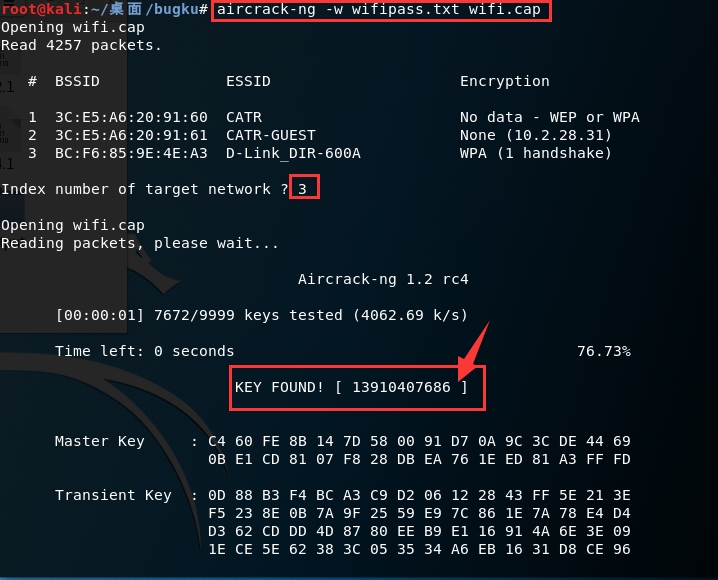 root@kali:~/桌面/bugku# aircrack-ng -w wifipass.txt wifi.cap
Opening wifi.cap
Read 4257 packets.
#  BSSID              ESSID                     Encryption
1  3C:E5:A6:20:91:60  CATR                      No data - WEP or WPA
2  3C:E5:A6:20:91:61  CATR-GUEST                None (10.2.28.31)
3  BC:F6:85:9E:4E:A3  D-Link_DIR-600A           WPA (1 handshake)
Index number of target network ? 3
Opening wifi.cap
Reading packets, please wait...
Aircrack-ng 1.2 rc4
[00:00:01] 7672/9999 keys tested (4062.69 k/s)
Time left: 0 seconds                                      76.73%
KEY FOUND! [ 13910407686 ]
Master Key     : C4 60 FE 8B 14 7D 58 00 91 D7 0A 9C 3C DE 44 69
0B E1 CD 81 07 F8 28 DB EA 76 1E ED 81 A3 FF FD
Transient Key  : 0D 88 B3 F4 BC A3 C9 D2 06 12 28 43 FF 5E 21 3E
F5 23 8E 0B 7A 9F 25 59 E9 7C 86 1E 7A 78 E4 D4
D3 62 CD DD 4D 87 80 EE B9 E1 16 91 4A 6E 3E 09
1E CE 5E 62 38 3C 05 35 34 A6 EB 16 31 D8 CE 96